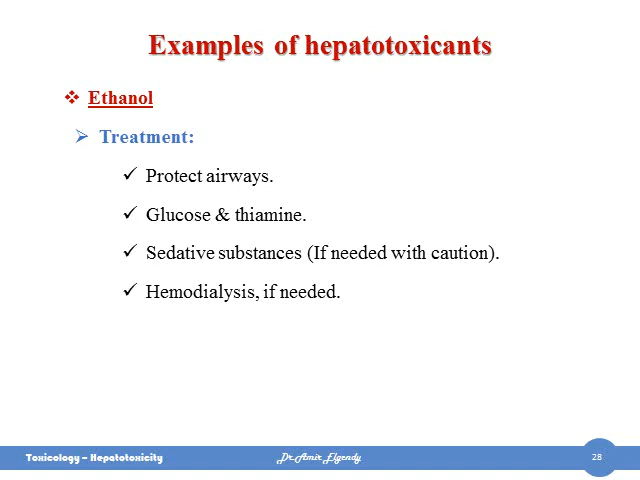 Examples of hepatotoxicants
Ethanol
Treatment:
Protect airways.
Glucose & thiamine.
Sedative substances (If needed with caution).
Hemodialysis, if needed.
Toxicology – Hepatotoxicity
Dr.Amir Elgendy
28